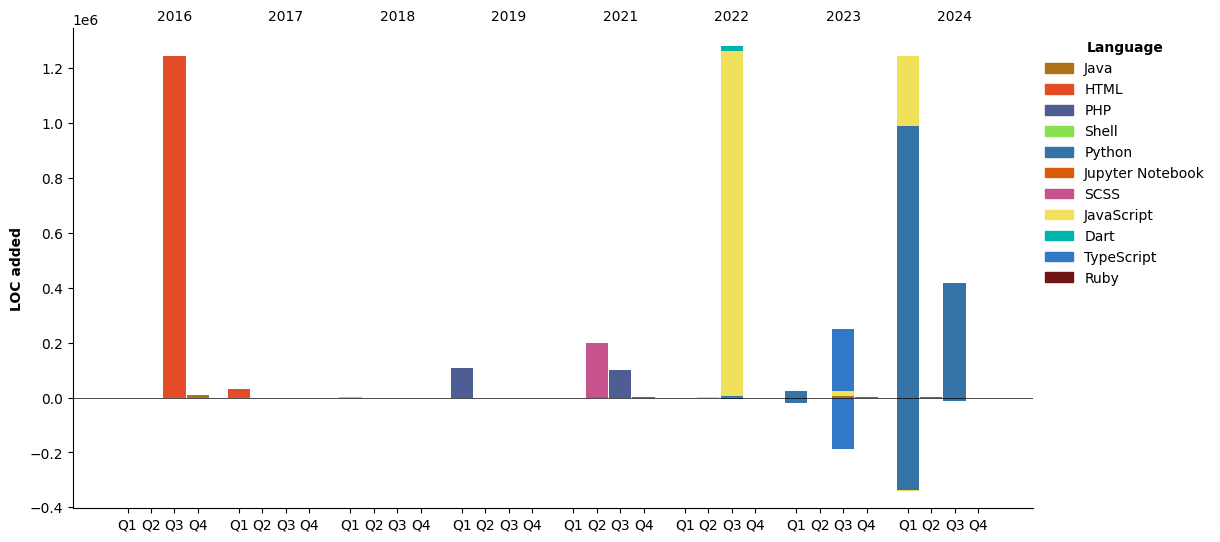 1e6
2016 2017 2018 2019 2021 2022 2023 2024
LOC added
1.2
1.0
0.8
0.6
0.4
0.2
0.0
−0.2
−0.4
Q1 Q2 Q3 Q4 Q1 Q2 Q3 Q4 Q1 Q2 Q3 Q4 Q1 Q2 Q3 Q4 Q1 Q2 Q3 Q4 Q1 Q2 Q3 Q4 Q1 Q2 Q3 Q4 Q1 Q2 Q3 Q4
Language
Java
HTML
PHP
Shell
Python
Jupyter Notebook
SCSS
JavaScript
Dart
TypeScript
Ruby